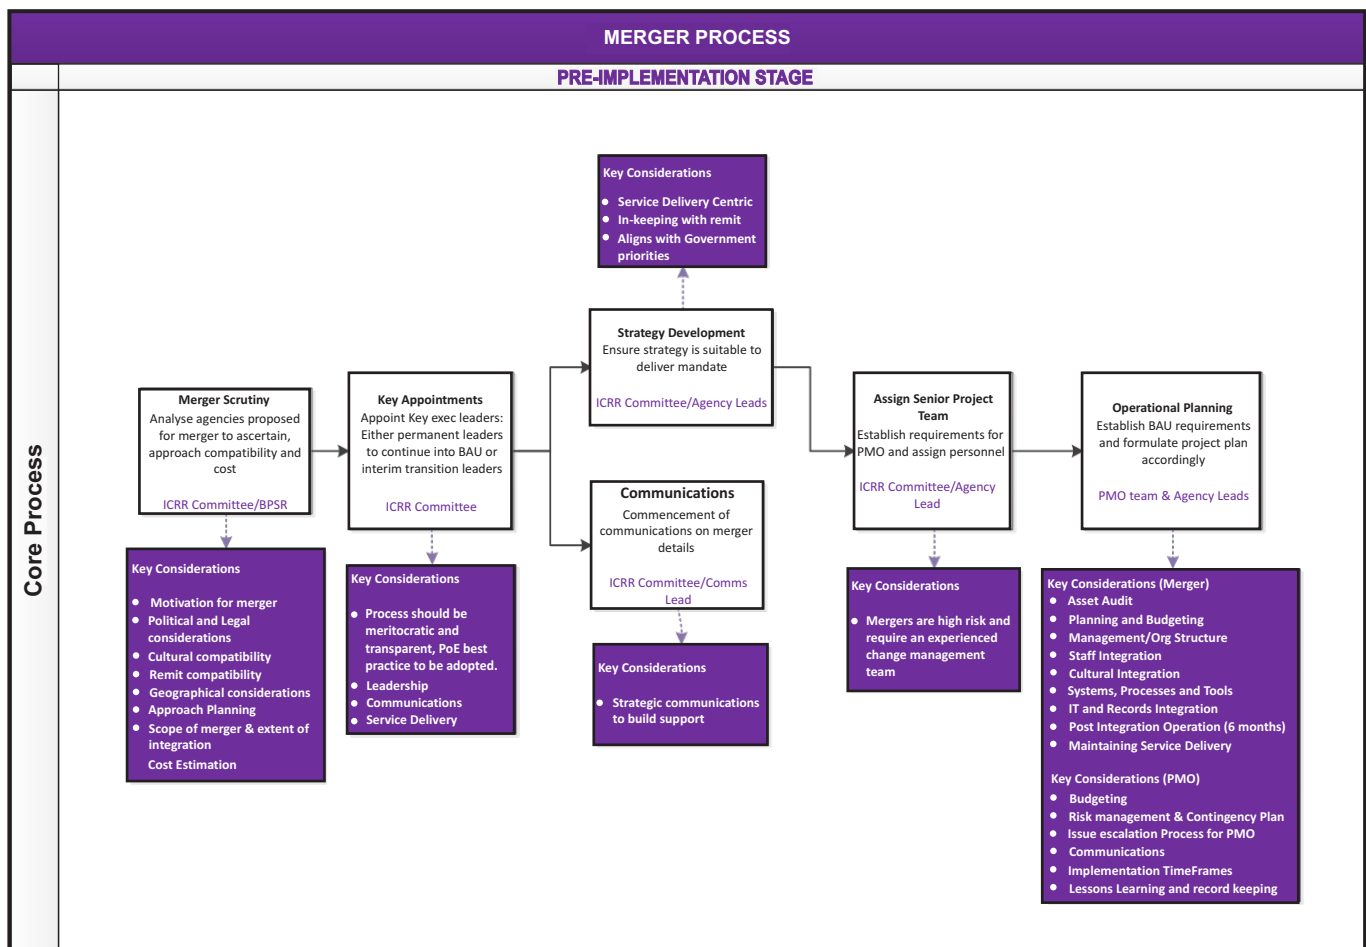 MERGER PROCESS
PRE-IMPLEMENTATION STAGE
Core Process
Key Considerations
• Service Delivery Centric
• In-keeping with remit
• Aligns with Government
priorities
Strategy Development
Ensure strategy is suitable to
deliver mandate
ICRR Committee/Agency Leads
Merger Scrutiny
Analyse agencies proposed
for merger to ascertain,
approach compatibility and
cost
ICRR Committee/BPSR
Key Appointments
Appoint Key exec leaders:
Either permanent leaders
to continue into BAU or
interim transition leaders
ICRR Committee
Communications
Commencement of
communications on merger
details
ICRR Committee/Comms
Lead
Assign Senior Project
Team
Establish requirements for
PMO and assign personnel
ICRR Committee/Agency
Lead
Operational Planning
Establish BAU requirements
and formulate project plan
accordingly
PMO team & Agency Leads
Key Considerations
• Motivation for merger
• Political and Legal
considerations
• Cultural compatibility
• Remit compatibility
• Geographical considerations
• Approach Planning
• Scope of merger & extent of
integration
Cost Estimation
Key Considerations
• Process should be
meritocratic and
transparent, PoE best
practice to be adopted.
• Leadership
• Communications
• Service Delivery
Key Considerations
• Strategic communications
to build support
Key Considerations
• Mergers are high risk and
require an experienced
change management
team
Key Considerations (Merger)
• Asset Audit
• Planning and Budgeting
• Management/Org Structure
• Staff Integration
• Cultural Integration
• Systems, Processes and Tools
• IT and Records Integration
• Post Integration Operation (6 months)
• Maintaining Service Delivery
Key Considerations (PMO)
• Budgeting
• Risk management & Contingency Plan
• Issue escalation Process for PMO
• Communications
• Implementation TimeFrames
• Lessons Learning and record keeping